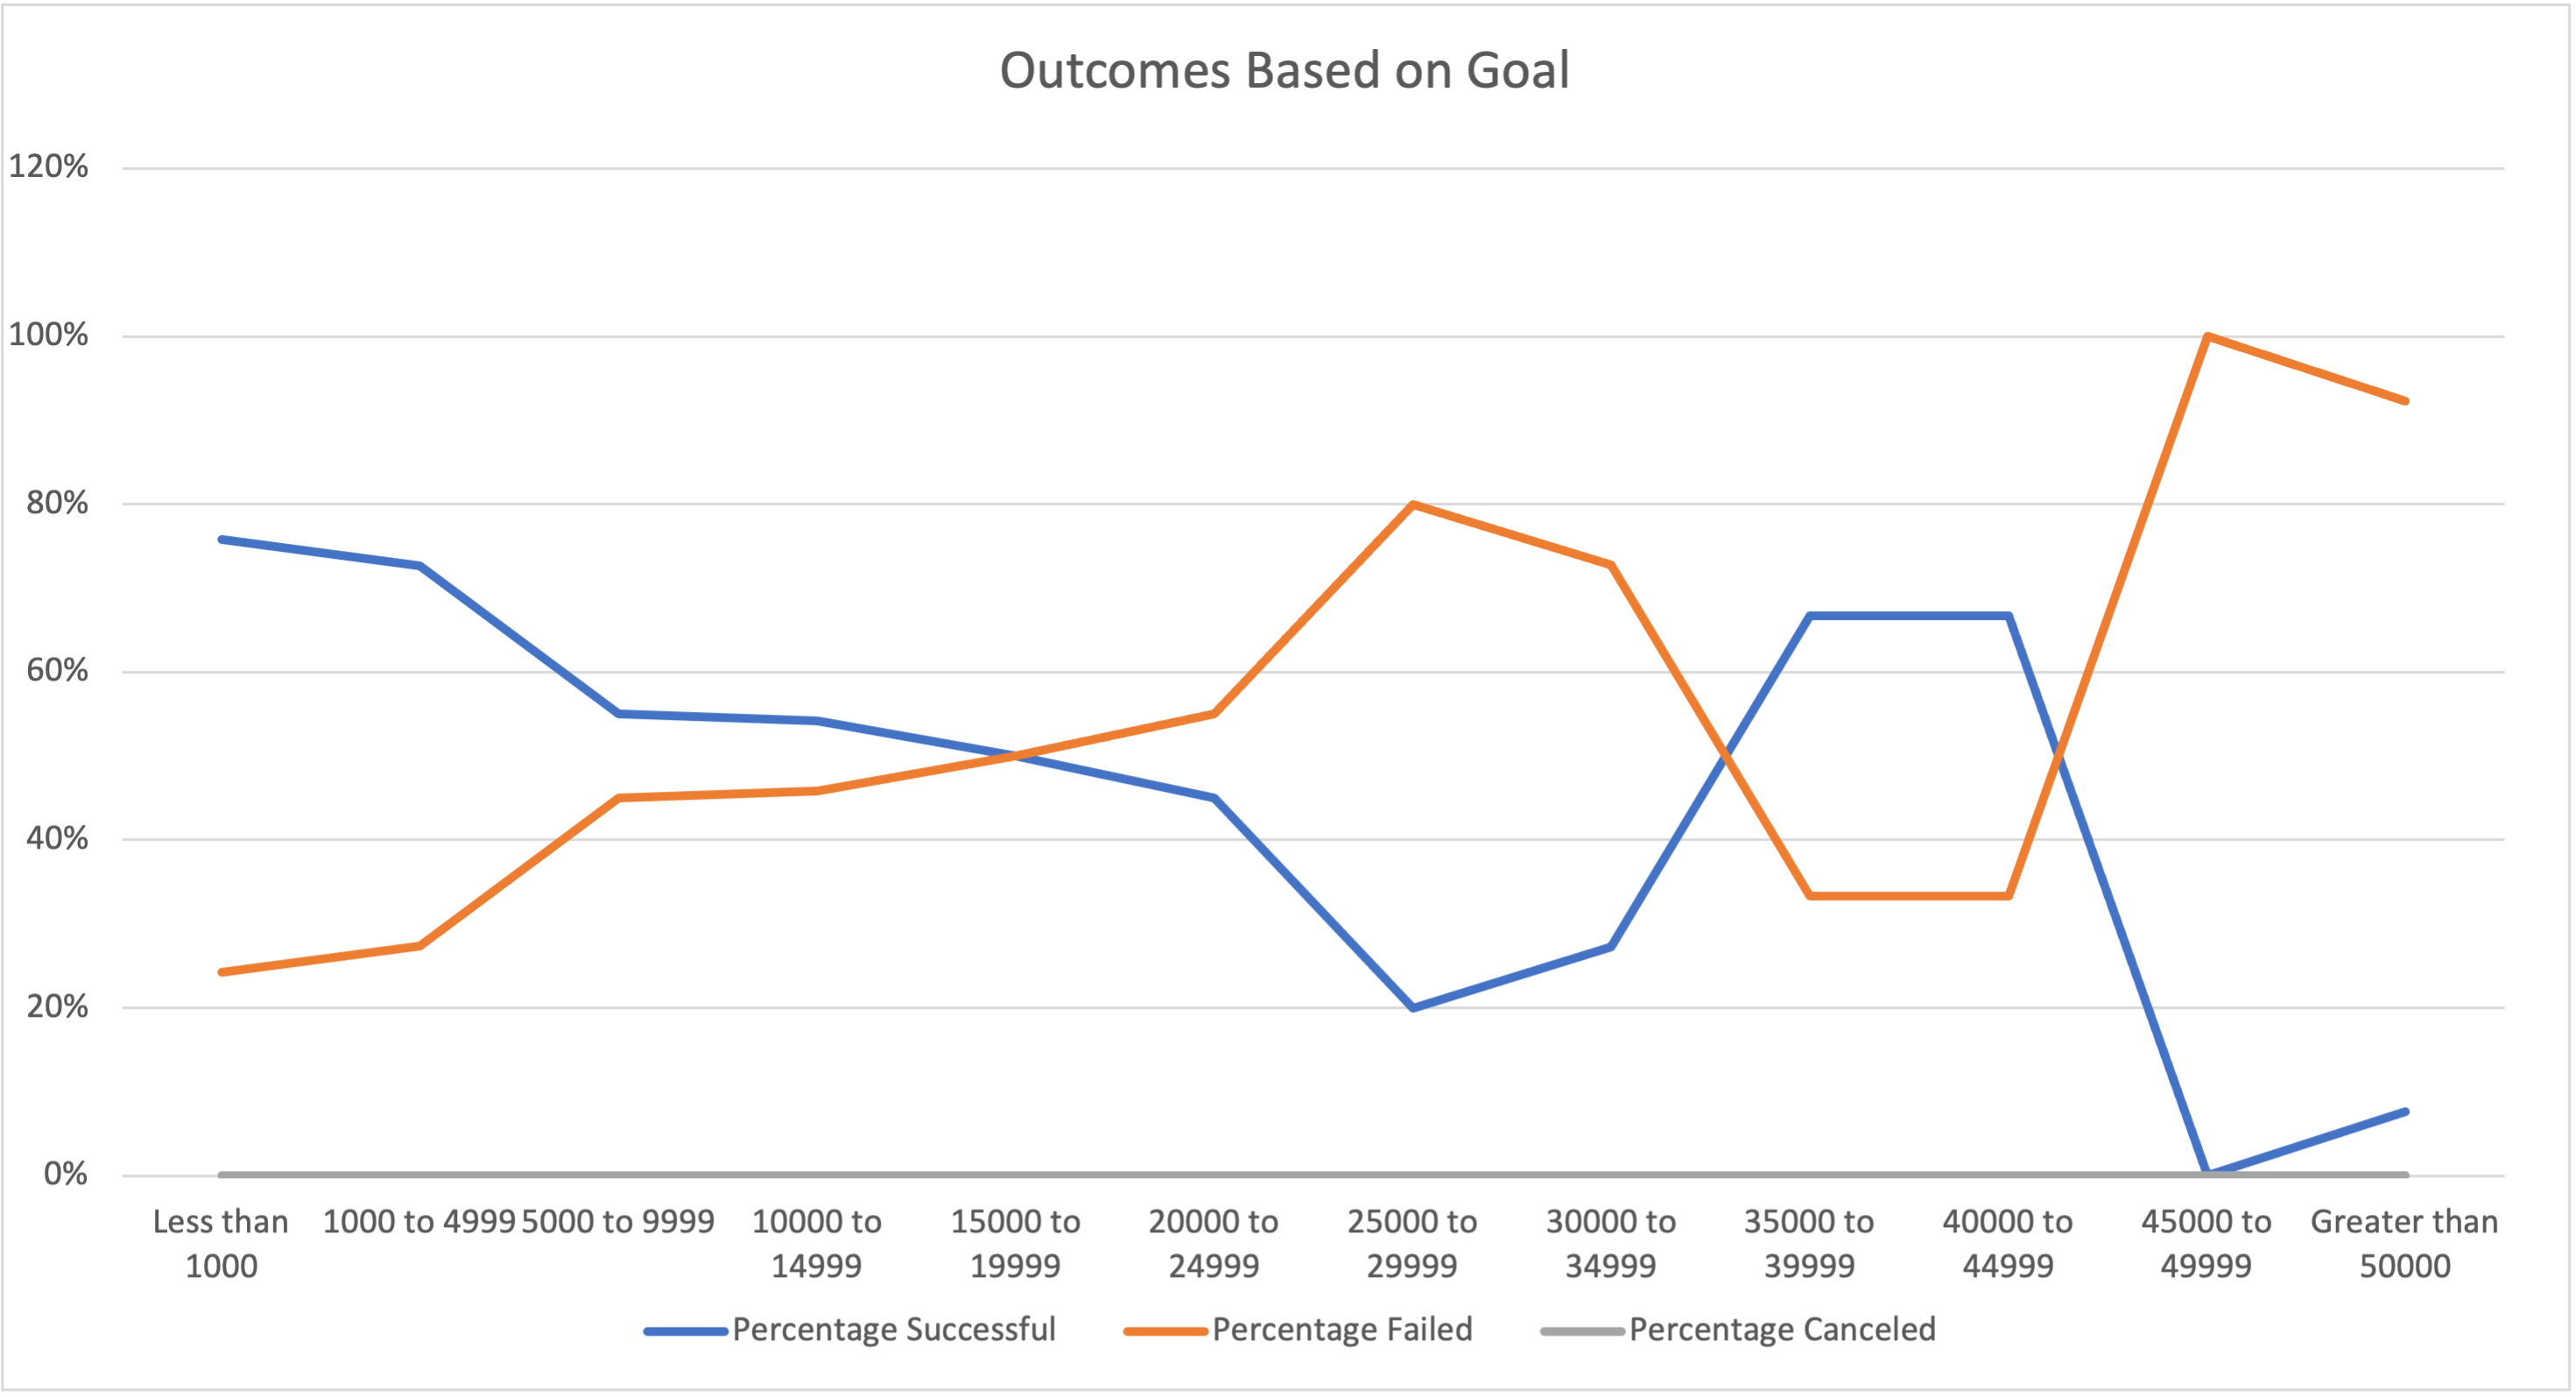 Outcomes Based on Goal
120%
100%
80%
60%
40%
20%
0%
Less than
1000
1000 to 4999
5000 to 9999
10000 to
14999
15000 to
19999
20000 to
24999
25000 to
29999
30000 to
34999
35000 to
39999
40000 to
44999
45000 to
49999
Greater than
50000
Percentage Successful
Percentage Failed
Percentage Canceled